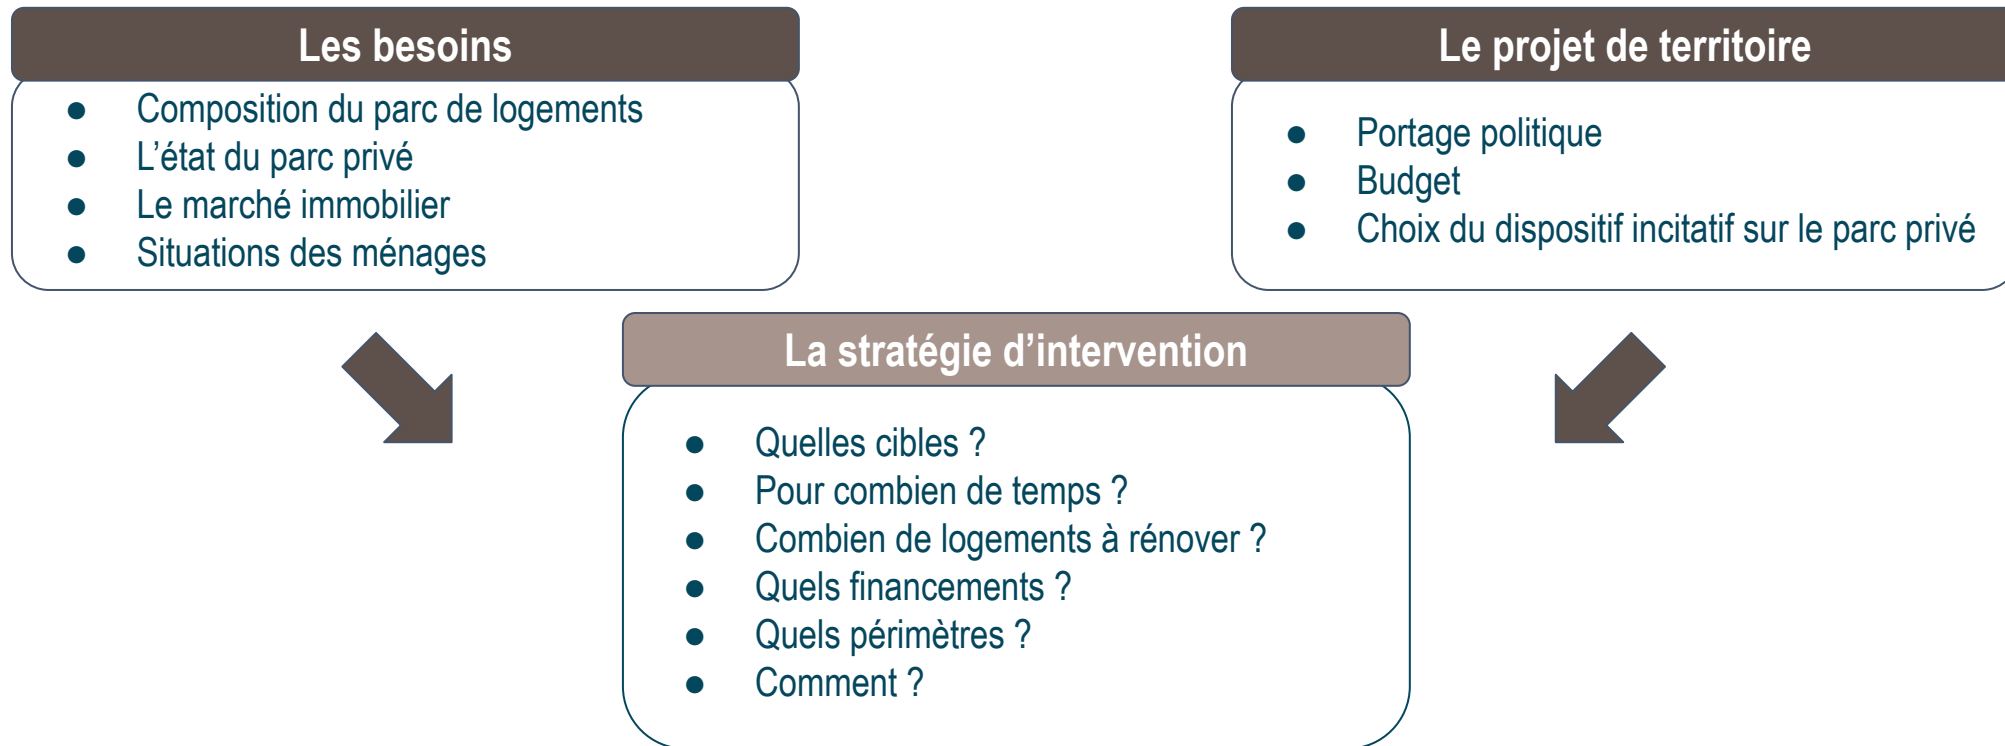 Les besoins
● Composition du parc de logements
● L’état du parc privé
● Le marché immobilier
● Situations des ménages
Le projet de territoire
● Portage politique
● Budget
● Choix du dispositif incitatif sur le parc privé
La stratégie d’intervention
● Quelles cibles ?
● Pour combien de temps ?
● Combien de logements à rénover ?
● Quels financements ?
● Quels périmètres ?
● Comment ?